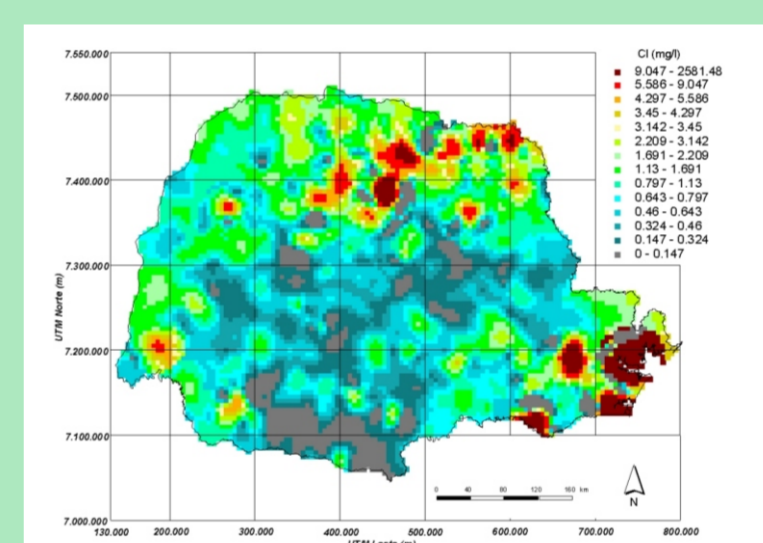 Cl (mg/l)
9.047 - 2581.48
5.586 - 9.047
4.297 - 5.586
3.45 - 4.297
3.142 - 3.45
2.209 - 3.142
1.691 - 2.209
1.13 - 1.691
0.797 - 1.13
0.643 - 0.797
0.46 - 0.643
0.324 - 0.46
0.147 - 0.324
0 - 0.147
7.550.000
7.500.000
7.400.000
7.300.000
7.200.000
7.100.000
7.000.000
UTM Norte (m)
0 40 80 120 160 km
N
130.000 200.000 300.000 400.000 500.000 600.000 700.000 800.000
UTM Leste (m)